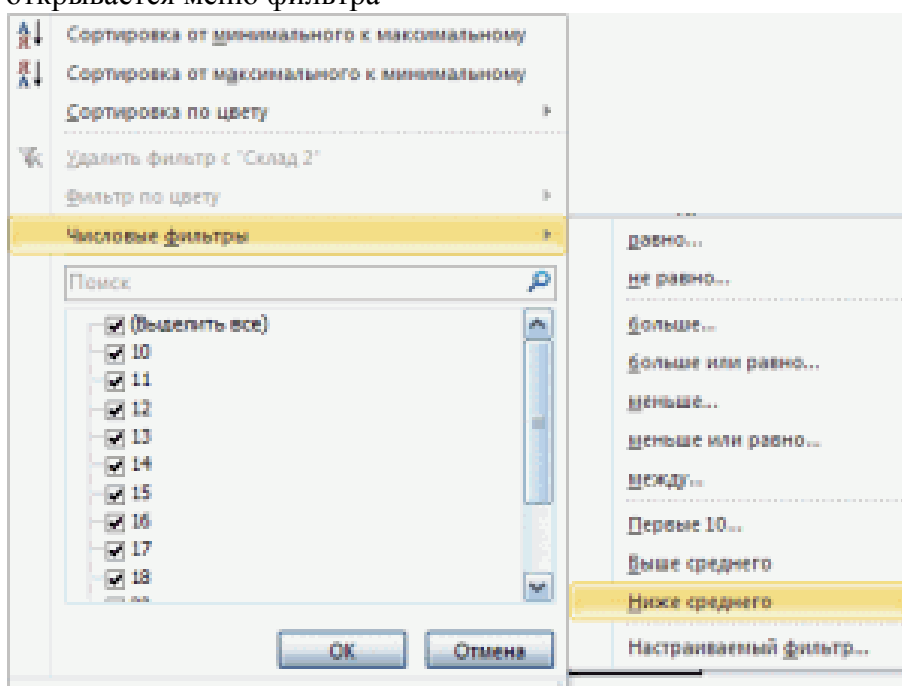 открывается меню фильтра
Сортировка от минимального к максимальному
Сортировка от максимального к минимальному
Сортировка по цвету
Удалить фильтр с "Склад 2"
Фильтр по цвету
Числовые фильтры
Поиск
(Выделить все)
10
11
12
13
14
15
16
17
18
ОК
Отмена
равно...
не равно...
больше...
больше или равно...
меньше...
меньше или равно...
между...
Первые 10...
Выше среднего
Ниже среднего
Настраиваемый фильтр...